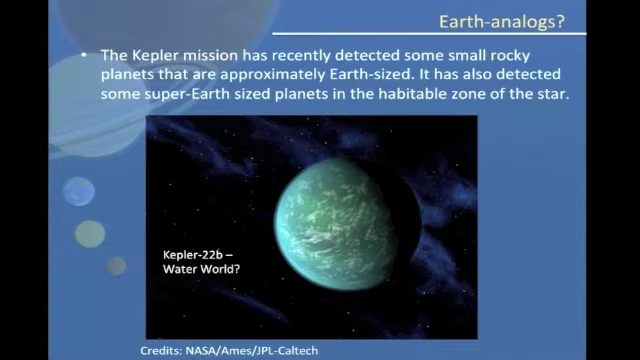 Earth-analogs?
• The Kepler mission has recently detected some small rocky
planets that are approximately Earth-sized. It has also detected
some super-Earth sized planets in the habitable zone of the star.
Kepler-22b –
Water World?
Credits: NASA/Ames/JPL-Caltech